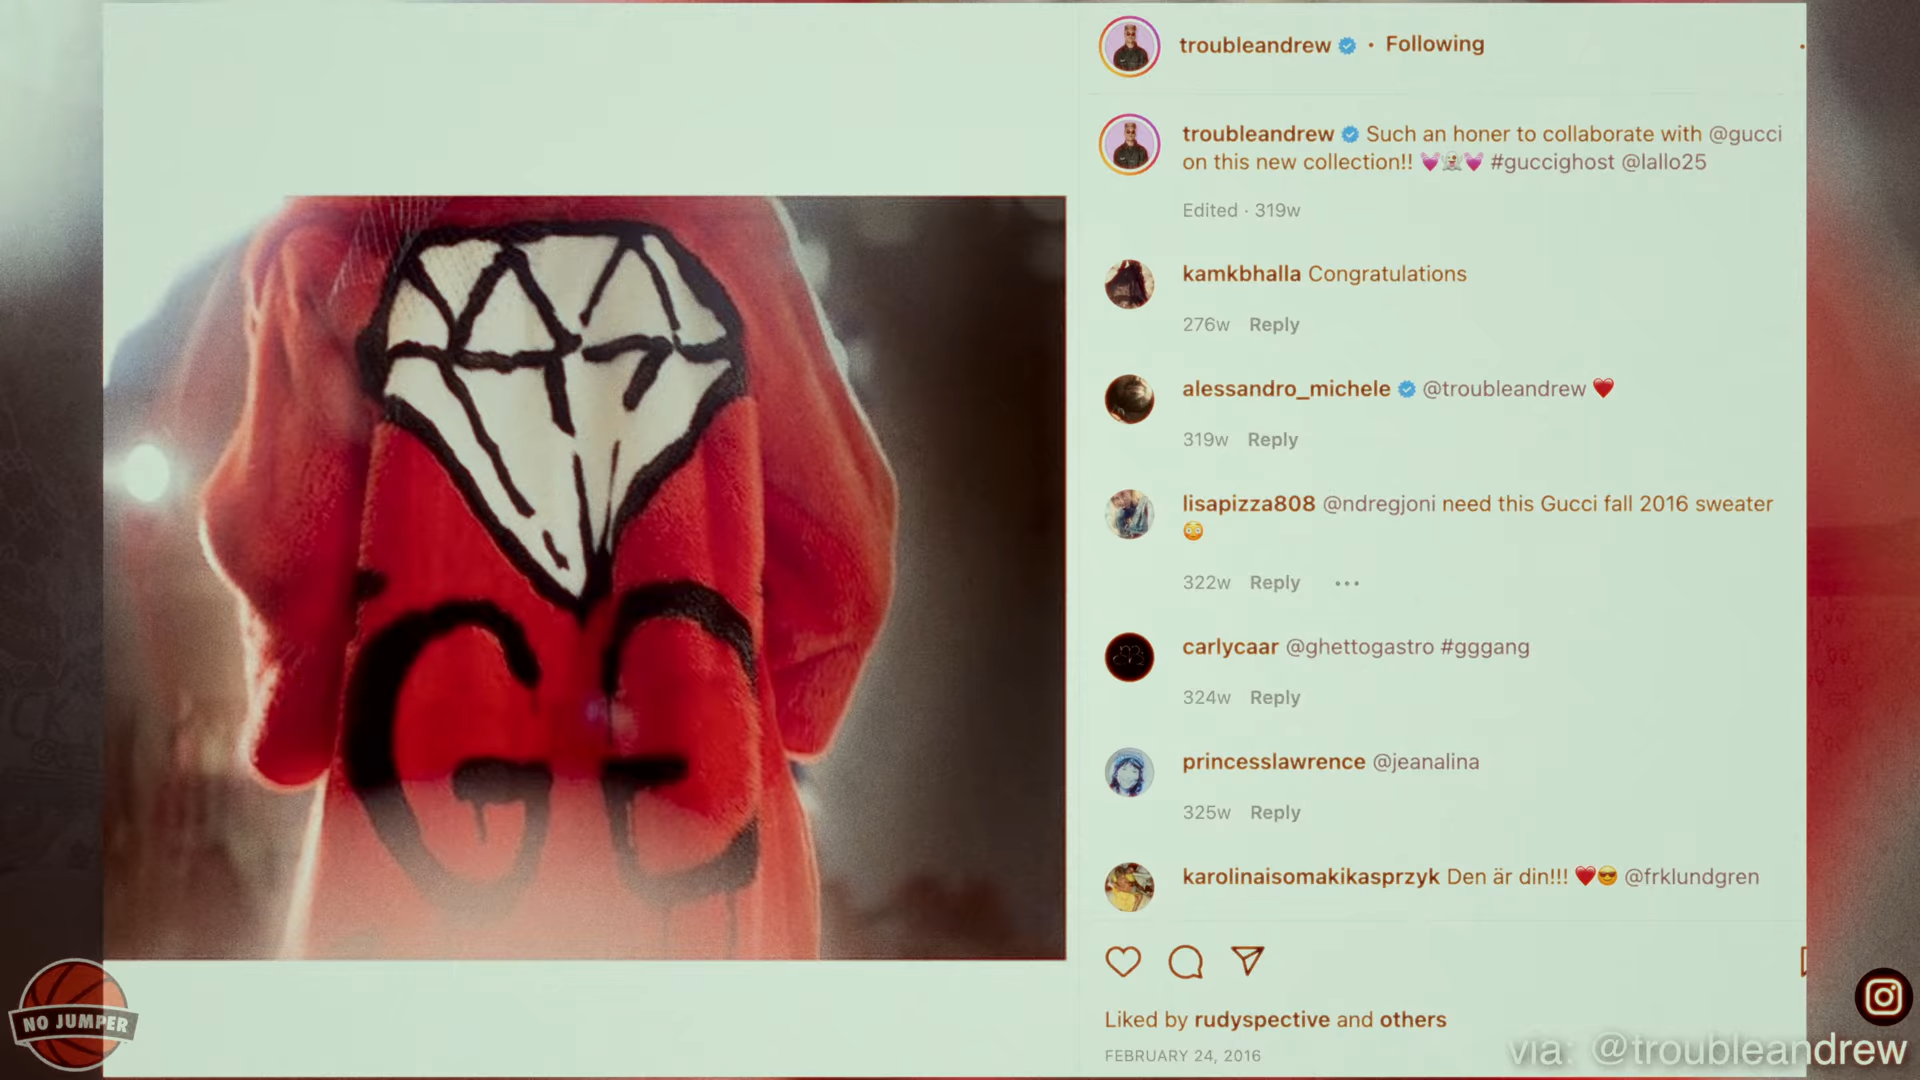 troubleandrew • Following
troubleandrew Such an honer to collaborate with @gucci
on this new collection!! 💓👻💓 #guccighost @lallo25
Edited · 319w
kamkbhalla Congratulations
276w Reply
alessandro_michele @troubleandrew ❤️
319w Reply
lisapizza808 @ndregjoni need this Gucci fall 2016 sweater
😳
322w Reply •••
carlycaar @ghettogastro #gggang
324w Reply
princesslawrence @jeanalina
325w Reply
karolinaisomakikasprzyk Den är din!!! ❤️😎 @frklundgren
Liked by rudyspective and others
FEBRUARY 24, 2016
GG
NO JUMPER
via: @troubleandrew